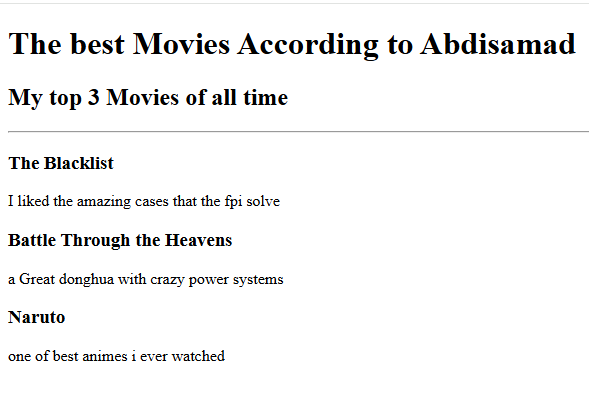 The best Movies According to Abdisamad
My top 3 Movies of all time
The Blacklist
I liked the amazing cases that the fpi solve
Battle Through the Heavens
a Great donghua with crazy power systems
Naruto
one of best animes i ever watched